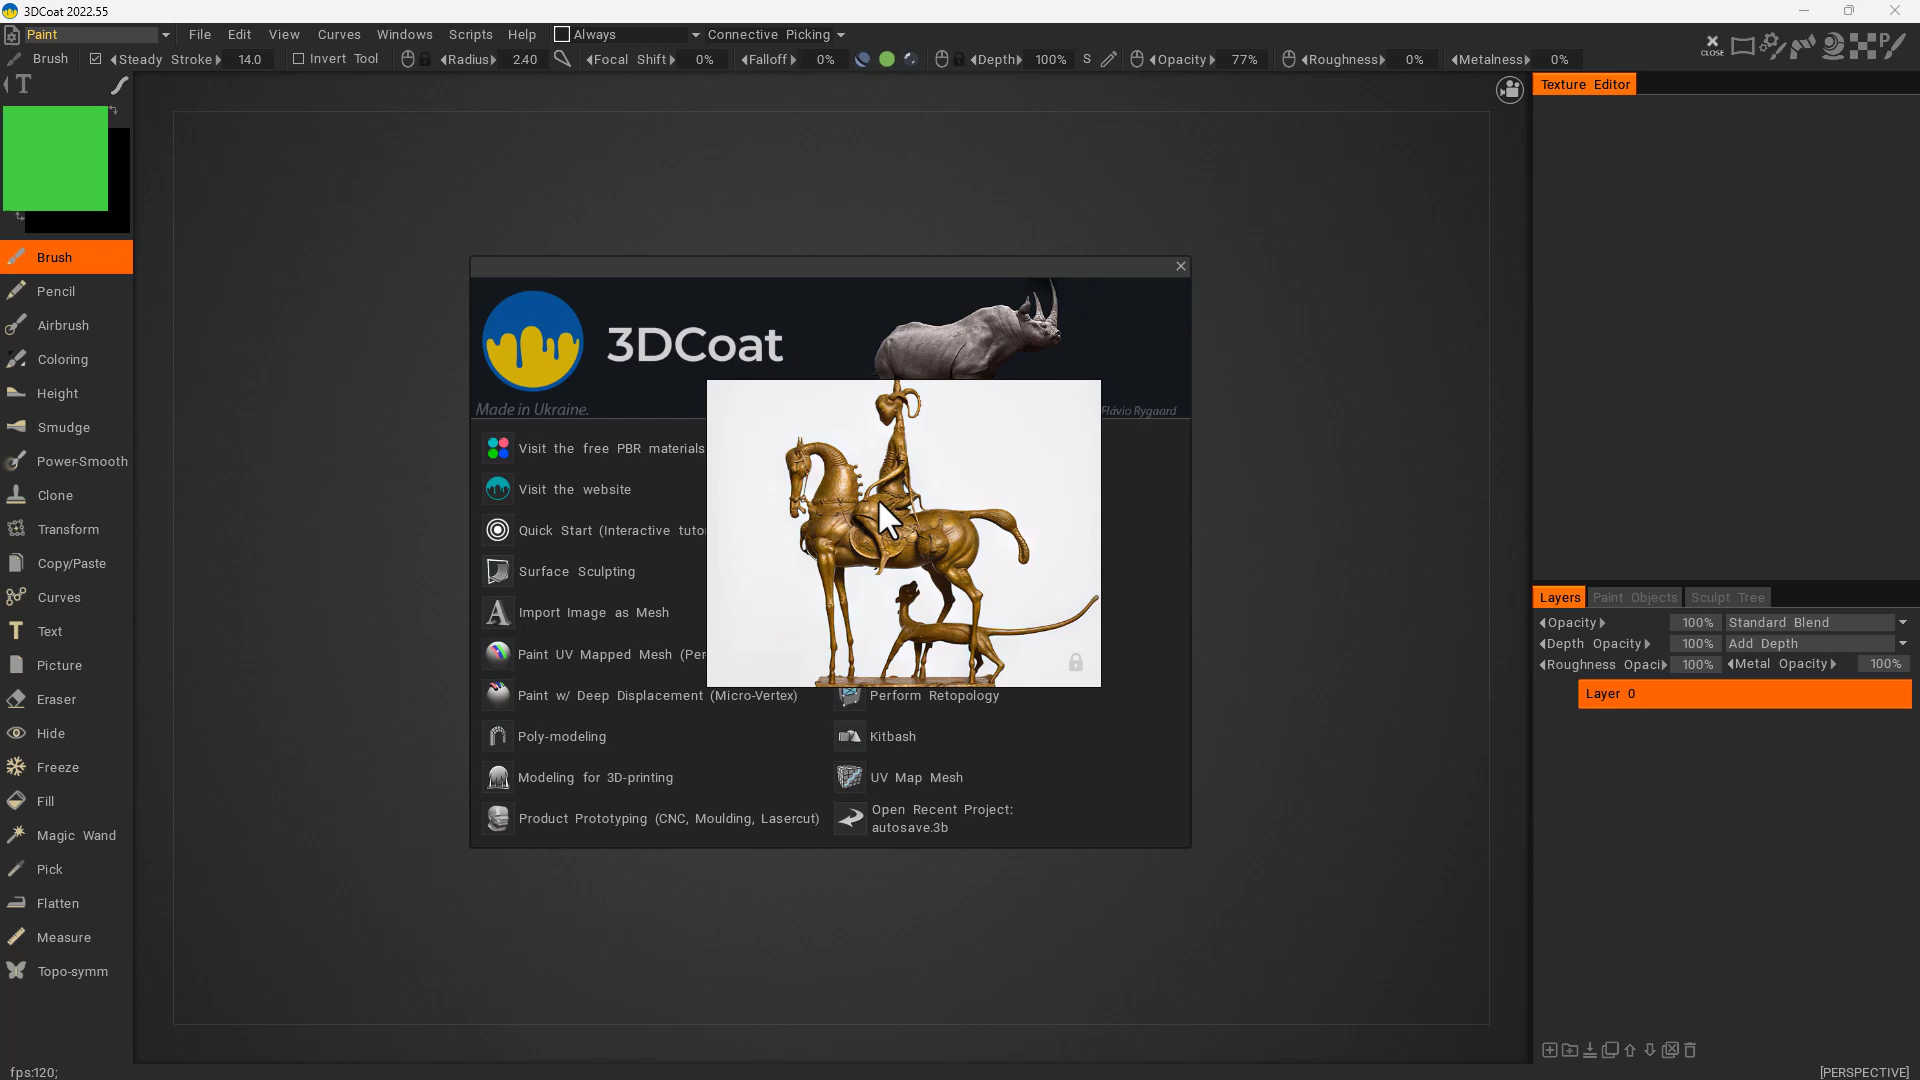 3DCoat 2022.55
Paint File Edit View Curves Windows Scripts Help Always Connective Picking
Brush Steady Stroke 14.0 Invert Tool Radius 2.40 Focal Shift 0% Falloff 0% Depth 100% S Opacity 77% Roughness 0% Metalness 0%
CLOSE
T
Texture Editor
Brush
Pencil
Airbrush
Coloring
Height
Smudge
Power-Smooth
Clone
Transform
Copy/Paste
Curves
Text
Picture
Eraser
Hide
Freeze
Fill
Magic Wand
Pick
Flatten
Measure
Topo-symm
3DCoat
Made in Ukraine.
Flávio Rygaard
Visit the free PBR materials
Visit the website
Quick Start (Interactive tuto
Surface Sculpting
Import Image as Mesh
Paint UV Mapped Mesh (Per
Paint w/ Deep Displacement (Micro-Vertex)
Poly-modeling
Modeling for 3D-printing
Product Prototyping (CNC, Moulding, Lasercut)
Perform Retopology
Kitbash
UV Map Mesh
Open Recent Project:
autosave.3b
Layers Paint Objects Sculpt Tree
Opacity 100% Standard Blend
Depth Opacity 100% Add Depth
Roughness Opaci 100% Metal Opacity 100%
Layer 0
fps:120;
[PERSPECTIVE]